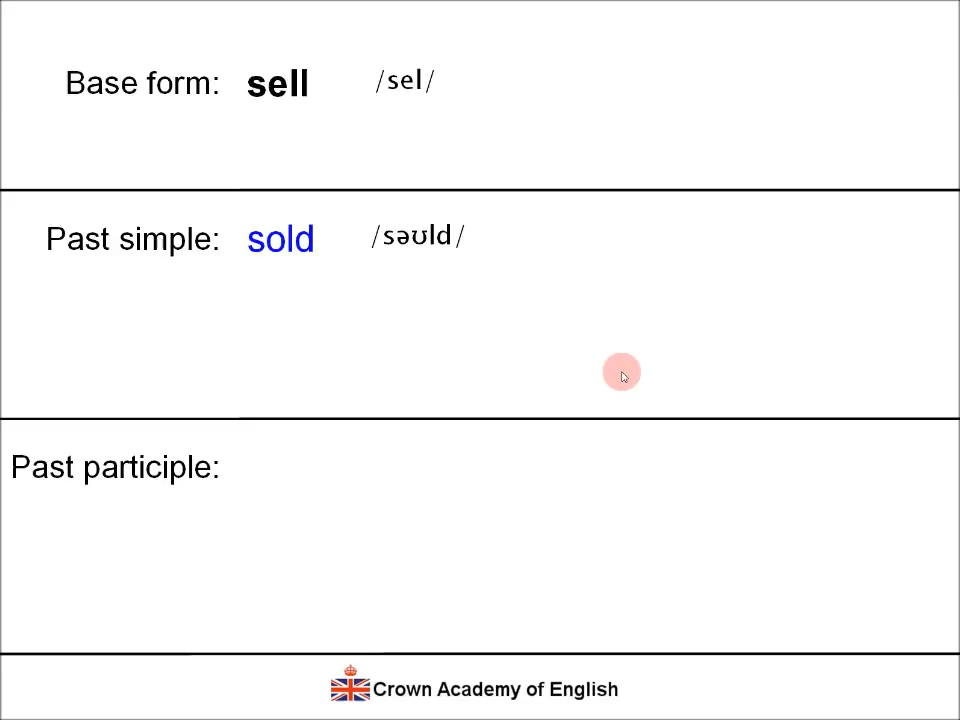 Base form: sell /sel/
Past simple: sold /səʊld/
Past participle:
Crown Academy of English